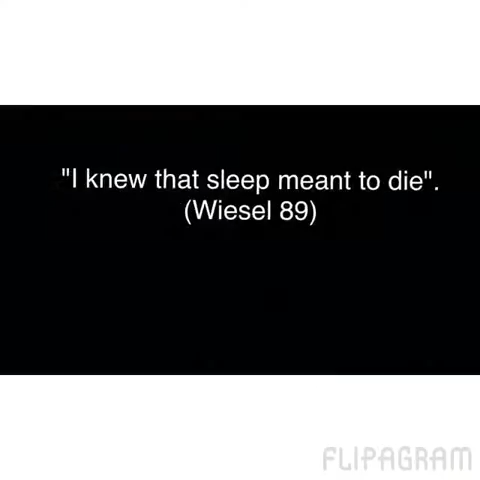 "I knew that sleep meant to die".
(Wiesel 89)
FLIPAGRAM